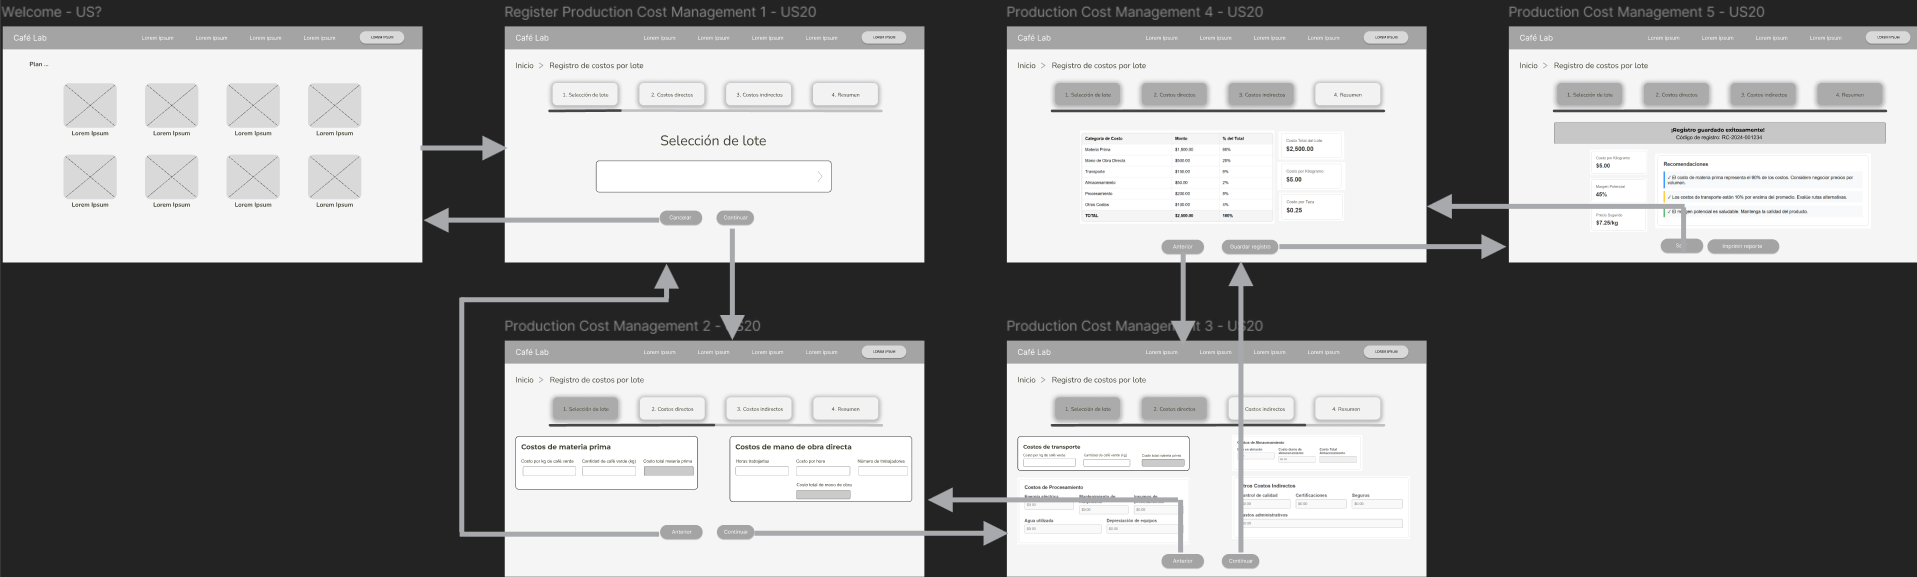 Welcome - US?
Café Lab
Lorem Ipsum
Lorem Ipsum
Lorem Ipsum
Lorem Ipsum
LOREM IPSUM
Plan ...
Lorem Ipsum
Lorem Ipsum
Lorem Ipsum
Lorem Ipsum
Lorem Ipsum
Lorem Ipsum
Lorem Ipsum
Lorem Ipsum
Register Production Cost Management 1 - US20
Café Lab
Lorem Ipsum
Lorem Ipsum
Lorem Ipsum
Lorem Ipsum
LOREM IPSUM
Inicio > Registro de costos por lote
1. Selección de lote
2. Costos directos
3. Costos indirectos
4. Resumen
Selección de lote
Cancelar
Continuar
Production Cost Management 4 - US20
Café Lab
Lorem Ipsum
Lorem Ipsum
Lorem Ipsum
Lorem Ipsum
LOREM IPSUM
Inicio > Registro de costos por lote
1. Selección de lote
2. Costos directos
3. Costos indirectos
4. Resumen
Categoría de Costo Monto % del Total
Materia Prima $1,500.00 60%
Mano de Obra Directa $500.00 20%
Transporte $150.00 6%
Almacenamiento $50.00 2%
Procesamiento $200.00 8%
Otros Costos $100.00 4%
TOTAL $2,500.00 100%
Costo Total del Lote
$2,500.00
Costo por Kilogramo
$5.00
Costo por Taza
$0.25
Anterior
Guardar registro
Production Cost Management 5 - US20
Café Lab
Lorem Ipsum
Lorem Ipsum
Lorem Ipsum
Lorem Ipsum
LOREM IPSUM
Inicio > Registro de costos por lote
1. Selección de lote
2. Costos directos
3. Costos indirectos
4. Resumen
¡Registro guardado exitosamente!
Código de registro: RC-2024-001234
Costo por Kilogramo
$5.00
Margen Potencial
45%
Precio Sugerido
$7.25/kg
Recomendaciones
✓ El costo de materia prima representa el 60% de los costos. Considere negociar precios por
volumen.
✓ Los costos de transporte están 10% por encima del promedio. Evalúe rutas alternativas.
✓ El margen potencial es saludable. Mantenga la calidad del producto.
Imprimir reporte
Production Cost Management 2 - US20
Café Lab
Lorem Ipsum
Lorem Ipsum
Lorem Ipsum
Lorem Ipsum
LOREM IPSUM
Inicio > Registro de costos por lote
1. Selección de lote
2. Costos directos
3. Costos indirectos
4. Resumen
Costos de materia prima
Costo por kg de café verde
Cantidad de café verde (kg)
Costo total materia prima
Costos de mano de obra directa
Horas trabajadas
Costo por hora
Número de trabajadores
Costo total de mano de obra
Anterior
Continuar
Production Cost Management 3 - US20
Café Lab
Lorem Ipsum
Lorem Ipsum
Lorem Ipsum
Lorem Ipsum
LOREM IPSUM
Inicio > Registro de costos por lote
1. Selección de lote
2. Costos directos
Costos indirectos
4. Resumen
Costos de transporte
Costo por kg de café verde
Cantidad de café verde (kg)
Costo total materia prima
de Almacenamiento
Costo diario de
almacenamiento
Costo Total
Almacenamiento
Costos de Procesamiento
Energía eléctrica
Mantenimiento de
Insumos de
$0.00
$0.00
$0.00
Agua utilizada
Depreciación de equipos
$0.00
$0.00
Costos Indirectos
de calidad
Certificaciones
Seguros
$0.00
$0.00
$0.00
administrativos
$0.00
Anterior
Continuar